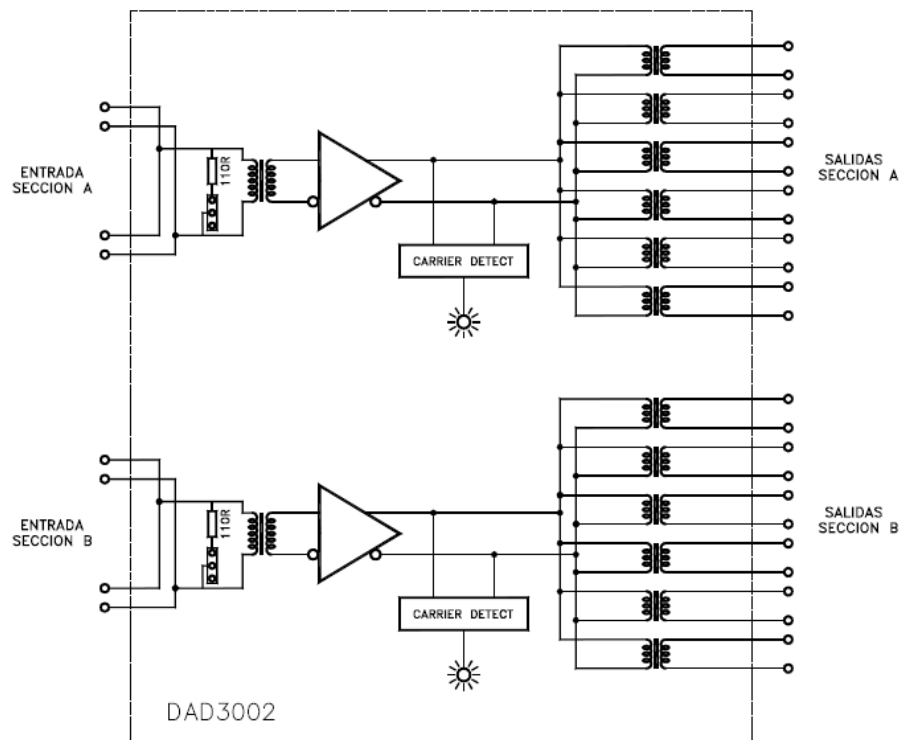 ENTRADA
SECCION A
110R
CARRIER DETECT
SALIDAS
SECCION A
ENTRADA
SECCION B
110R
CARRIER DETECT
SALIDAS
SECCION B
DAD3002